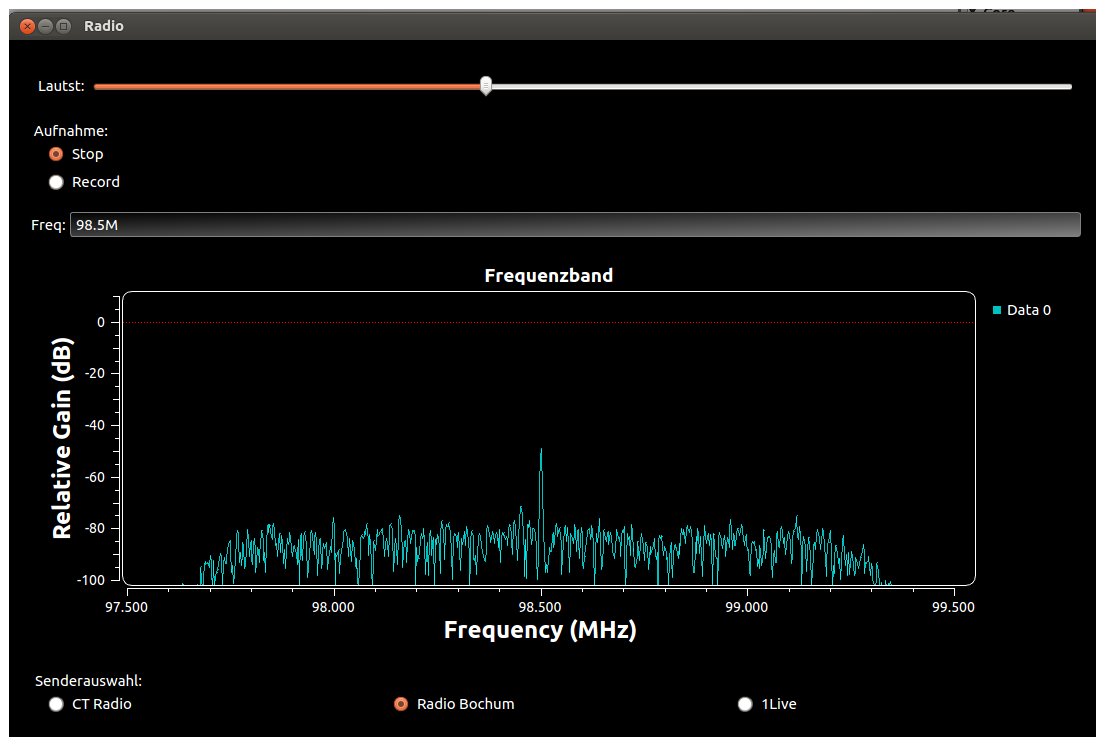 Radio
Lautst:
Aufnahme:
Stop
Record
Freq: 98.5M
Frequenzband
Data 0
Relative Gain (dB)
0
-20
-40
-60
-80
-100
97.500 98.000 98.500 99.000 99.500
Frequency (MHz)
Senderauswahl:
CT Radio Radio Bochum 1Live